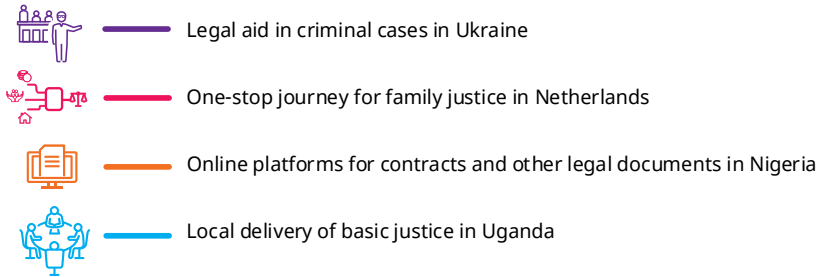 Legal aid in criminal cases in Ukraine
One-stop journey for family justice in Netherlands
Online platforms for contracts and other legal documents in Nigeria
Local delivery of basic justice in Uganda